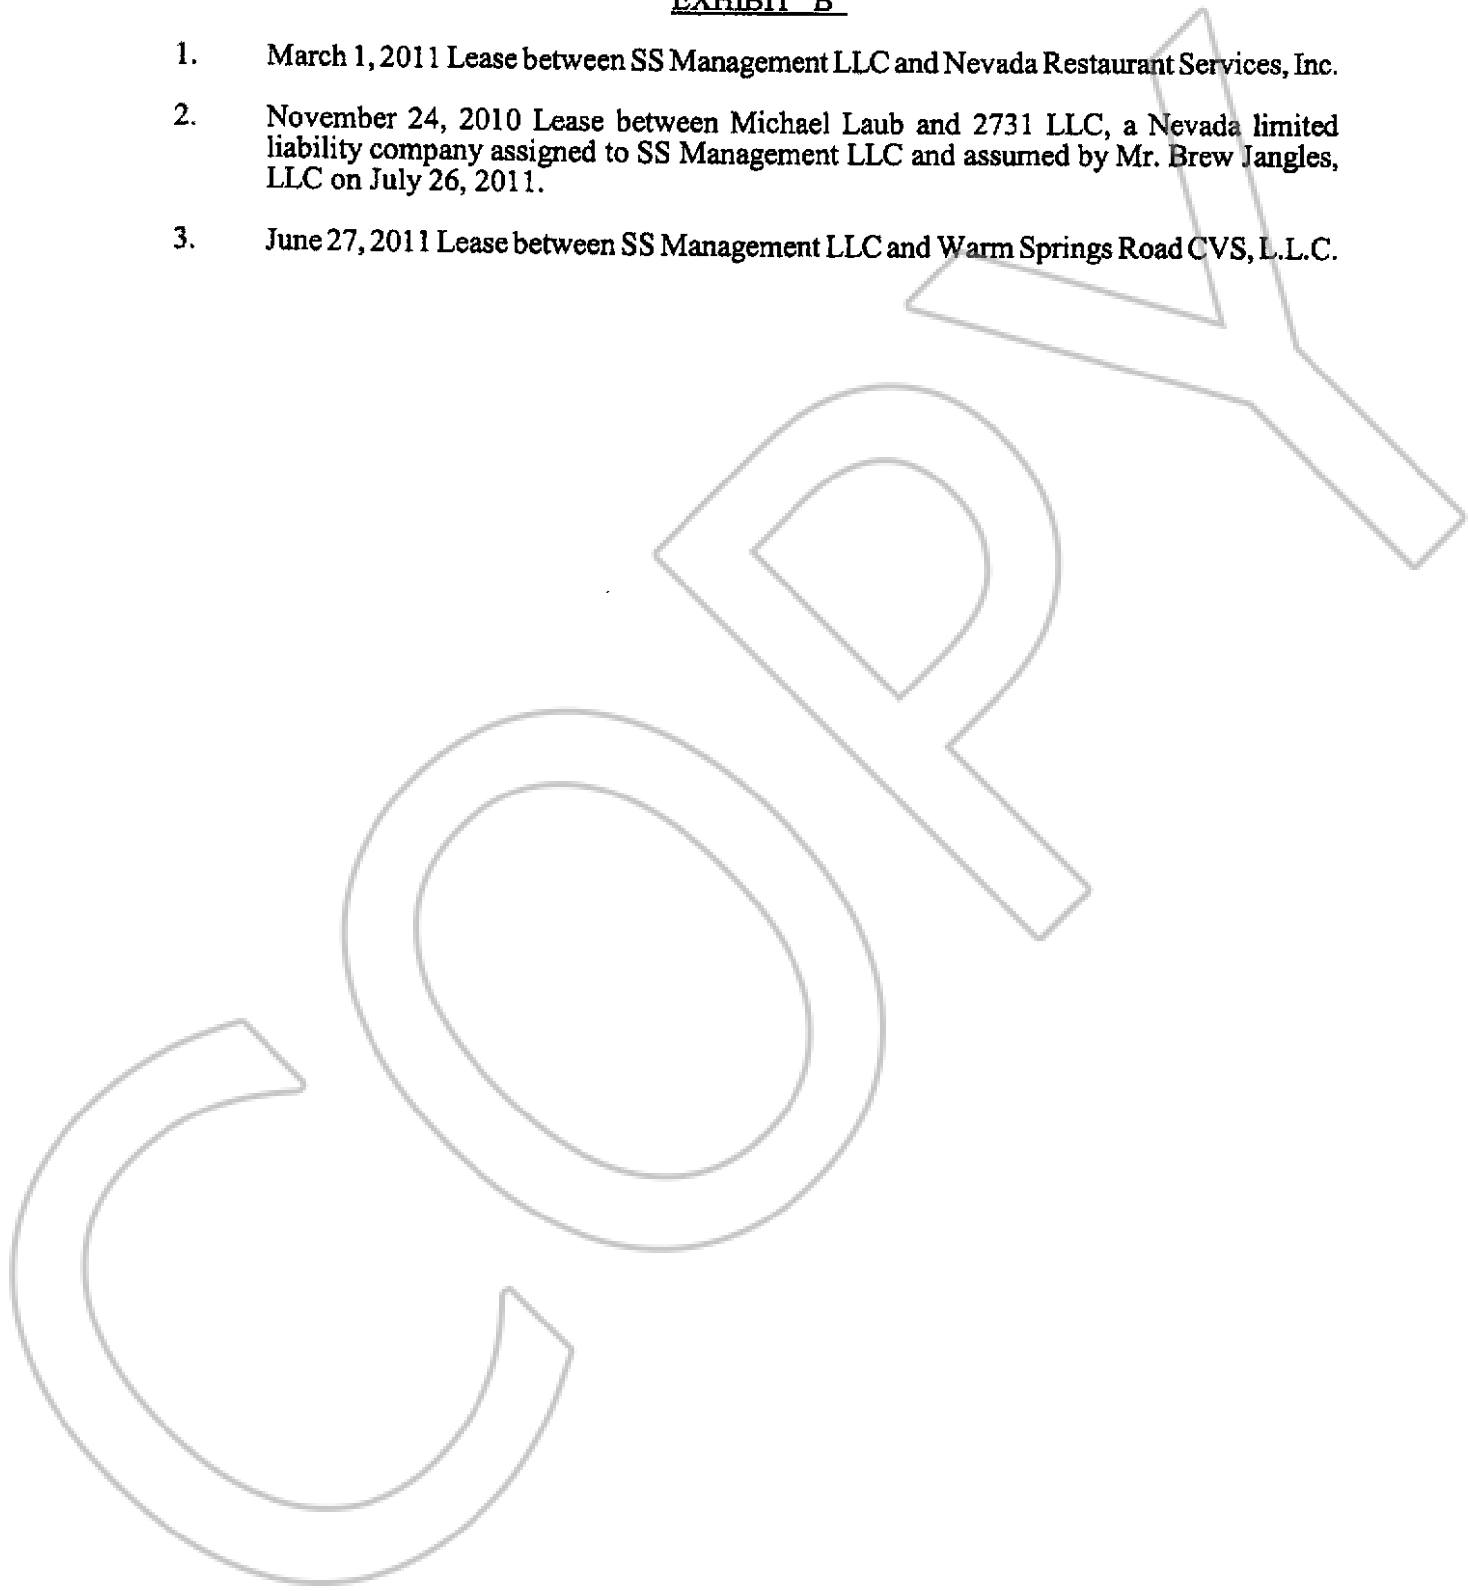 EXHIBIT "B"
1. March 1, 2011 Lease between SS Management LLC and Nevada Restaurant Services, Inc.
2. November 24, 2010 Lease between Michael Laub and 2731 LLC, a Nevada limited
liability company assigned to SS Management LLC and assumed by Mr. Brew Jangles,
LLC on July 26, 2011.
3. June 27, 2011 Lease between SS Management LLC and Warm Springs Road CVS, L.L.C.
COPY